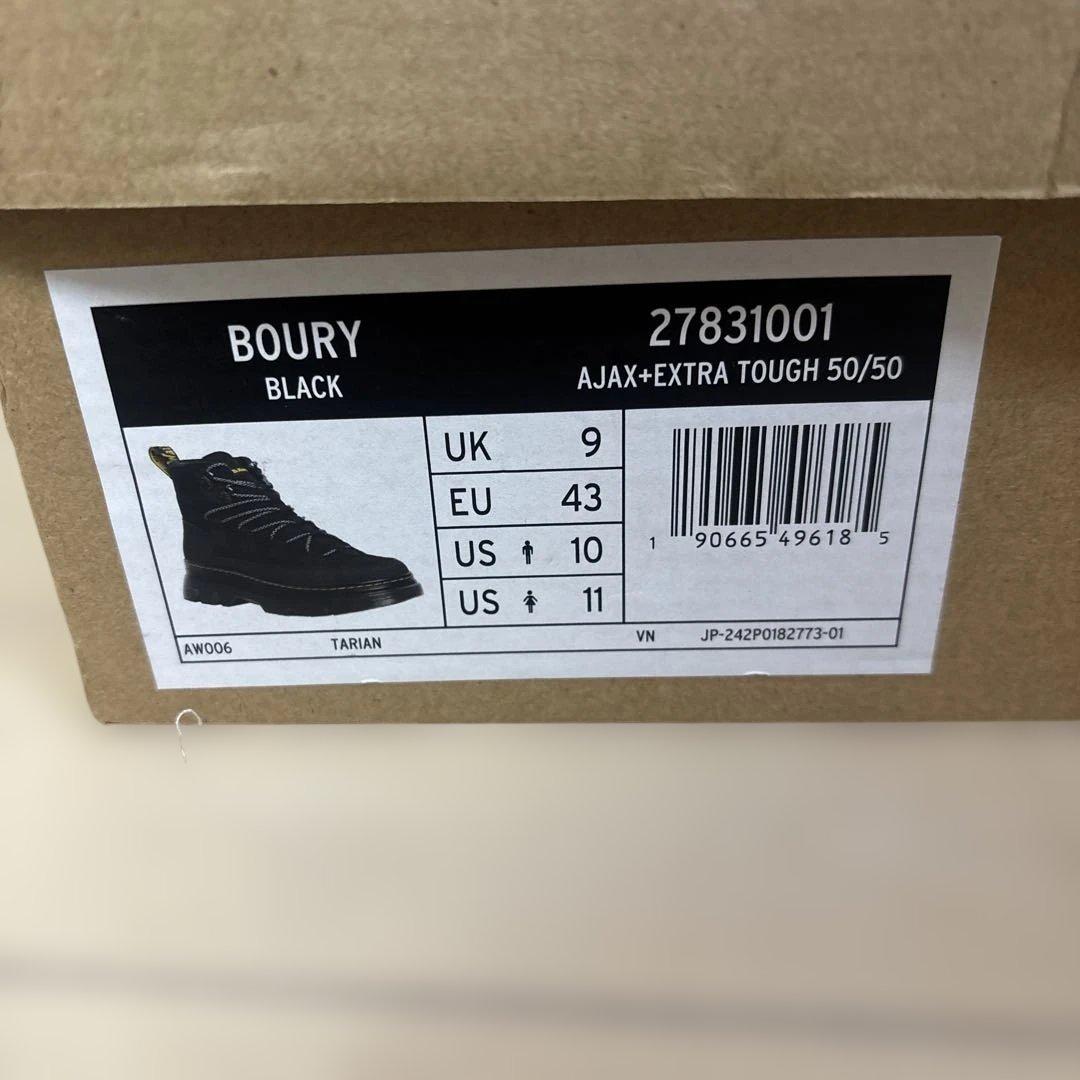 BOURY
BLACK
27831001
AJAX+EXTRA TOUGH 50/50
UK 9
EU 43
US 10
US 11
1 90665 49618 5
AW006 TARIAN VN JP-242P0182773-01